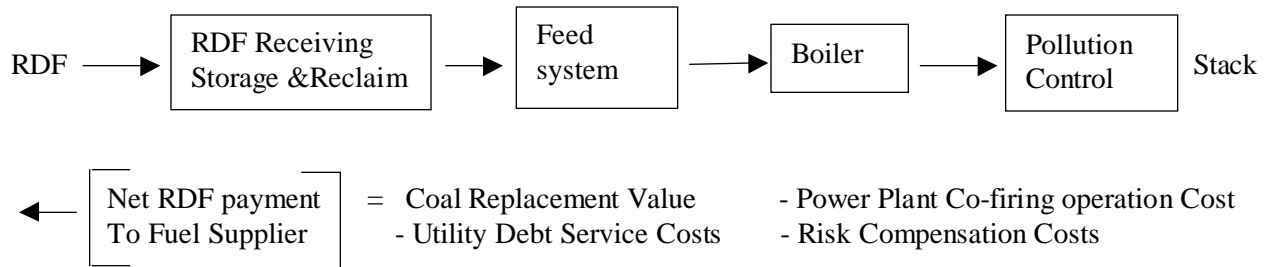 RDF
RDF Receiving
Storage &Reclaim
Feed
system
Boiler
Pollution
Control
Stack
Net RDF payment
To Fuel Supplier
= Coal Replacement Value - Power Plant Co-firing operation Cost
- Utility Debt Service Costs - Risk Compensation Costs